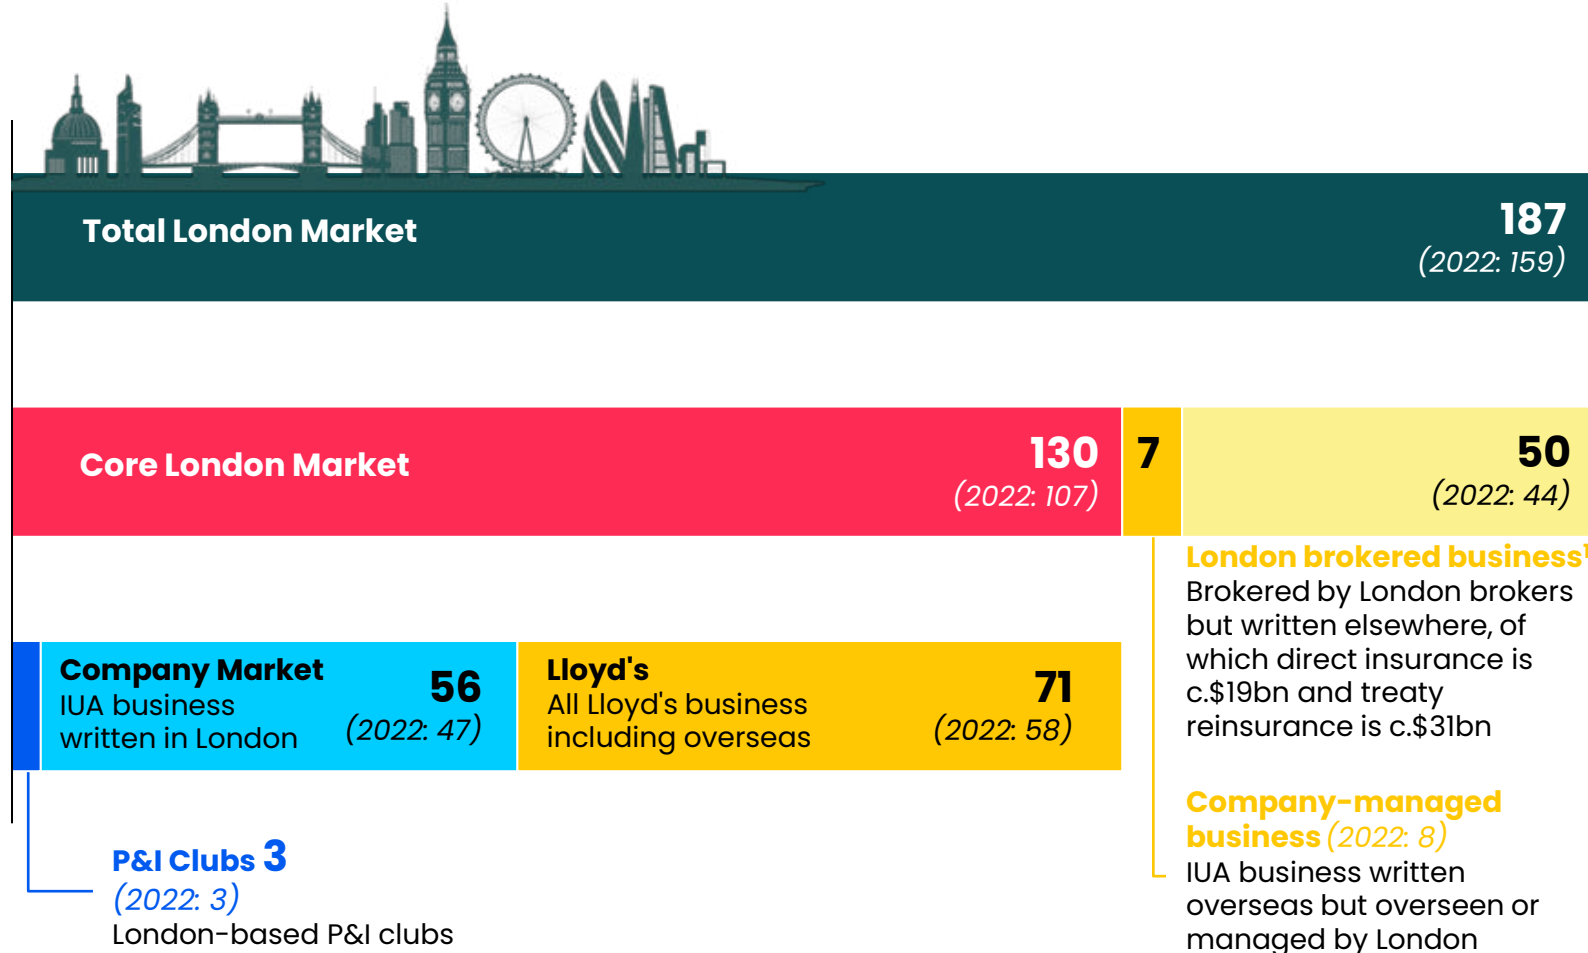 Total London Market
187
(2022: 159)
Core London Market
130
(2022: 107)
7
50
(2022: 44)
London brokered business¹
Brokered by London brokers
but written elsewhere, of
which direct insurance is
c.$19bn and treaty
reinsurance is c.$31bn
Company Market
IUA business
written in London
56
(2022: 47)
Lloyd's
All Lloyd's business
including overseas
71
(2022: 58)
Company-managed
business (2022: 8)
IUA business written
overseas but overseen or
managed by London
P&I Clubs 3
(2022: 3)
London-based P&I clubs